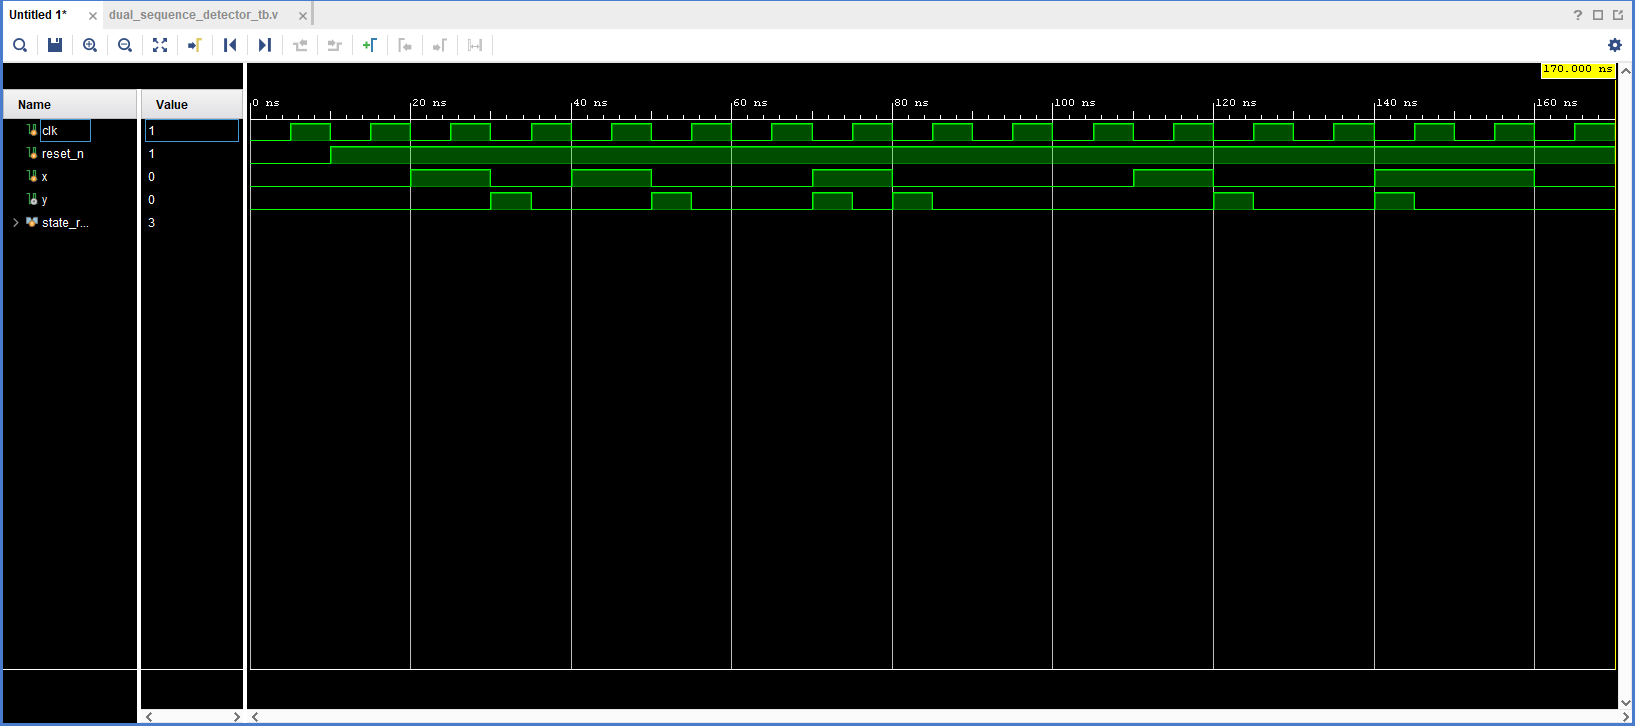 Untitled 1* × dual_sequence_detector_tb.v ×
?
170.000 ns
Name Value
0 ns 20 ns 40 ns 60 ns 80 ns 100 ns 120 ns 140 ns 160 ns
clk 1
reset_n 1
x 0
y 0
state_r... 3